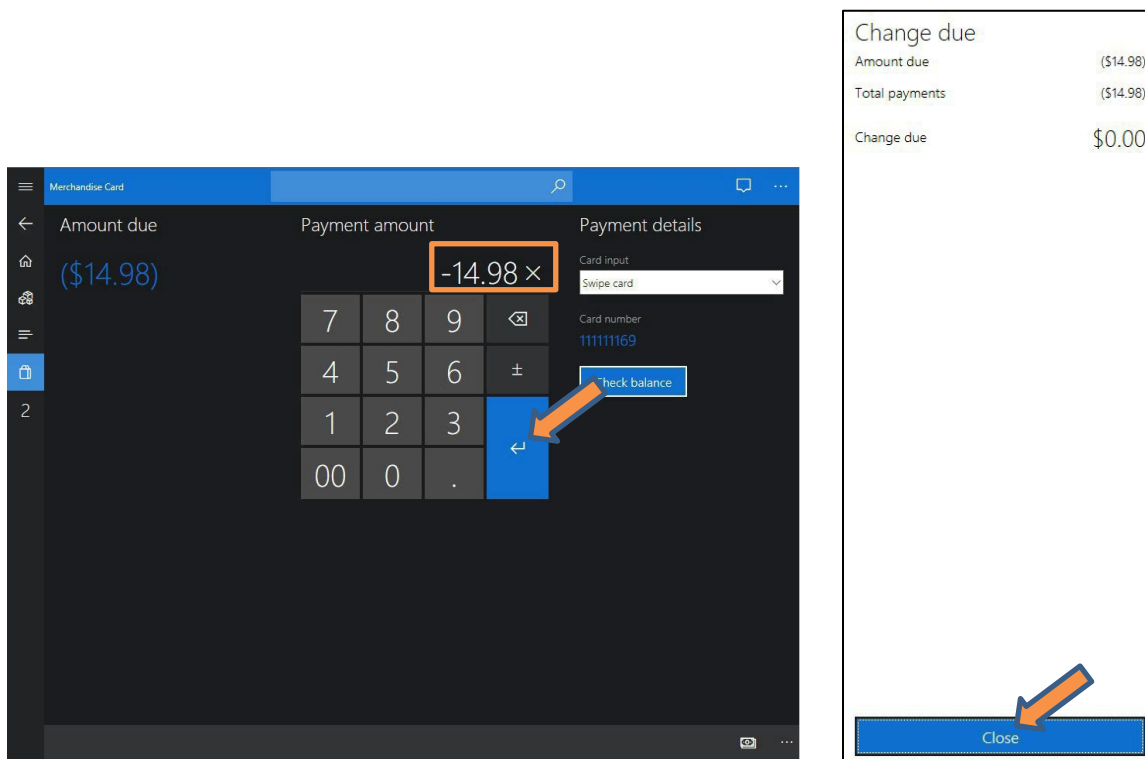 Merchandise Card
Amount due
($14.98)
2
Payment amount
-14.98 ×
7 8 9
4 5 6 ±
1 2 3
00 0 .
Payment details
Card input
Swipe card
Card number
111111169
Check balance
Change due
Amount due ($14.98)
Total payments ($14.98)
Change due $0.00
Close